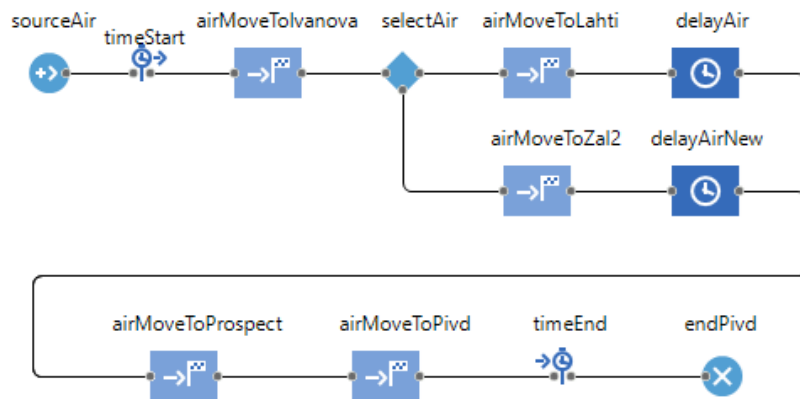 sourceAir
timeStart
airMoveToIvanova
selectAir
airMoveToLahti
delayAir
airMoveToZal2
delayAirNew
airMoveToProspect
airMoveToPivd
timeEnd
endPivd